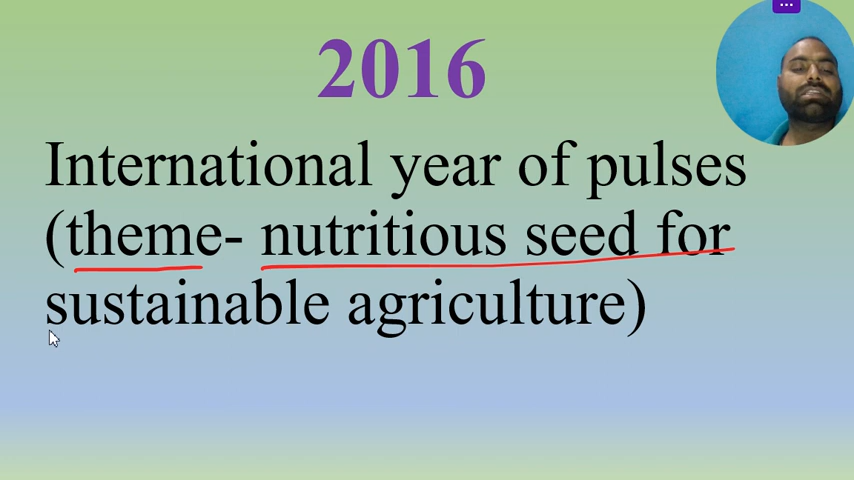 2016
International year of pulses
(theme- nutritious seed for
sustainable agriculture)